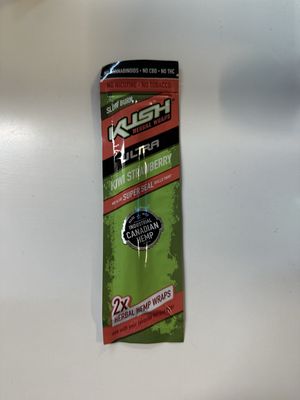 NO CANNABINOIDS • NO CBD • NO THC
NO NICOTINE • NO TOBACCO
SLOW BURN
KUSH
HERBAL WRAPS
ULTRA
KIWI STRAWBERRY
SUPER SEAL
INDUSTRIAL
CANADIAN
HEMP
2x
HERBAL HEMP WRAPS